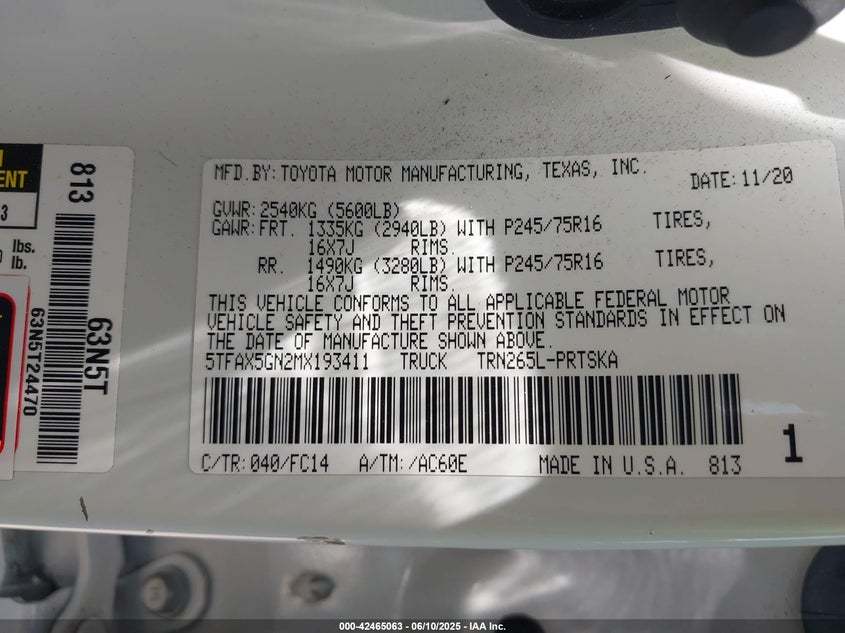 MFD.BY: TOYOTA MOTOR MANUFACTURING, TEXAS, INC. DATE: 11/20
GVWR: 2540KG (5600LB)
GAWR: FRT. 1335KG (2940LB) WITH P245/75R16 TIRES,
16X7J RIMS.
RR. 1490KG (3280LB) WITH P245/75R16 TIRES,
16X7J RIMS.
THIS VEHICLE CONFORMS TO ALL APPLICABLE FEDERAL MOTOR
VEHICLE SAFETY AND THEFT PREVENTION STANDARDS IN EFFECT ON
THE DATE OF MANUFACTURE SHOWN ABOVE.
5TFAX5GN2MX193411 TRUCK TRN265L-PRTSKA
C/TR: 040/FC14 A/TM: /AC60E MADE IN U.S.A. 813
1
813
63N5T
63N5T24470
lbs.
lb.
000-42465063 / 06/10/2025 - IAA Inc.